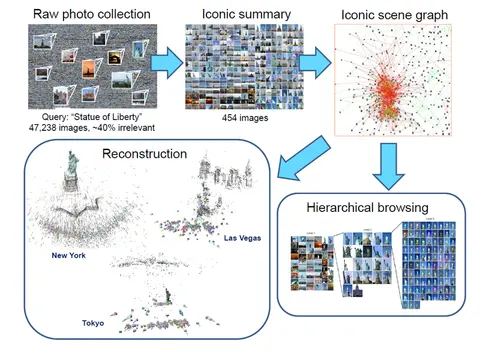 Raw photo collection
Iconic summary
Iconic scene graph
Query: "Statue of Liberty"
47,238 images, ~40% irrelevant
454 images
Reconstruction
New York
Las Vegas
Tokyo
Hierarchical browsing